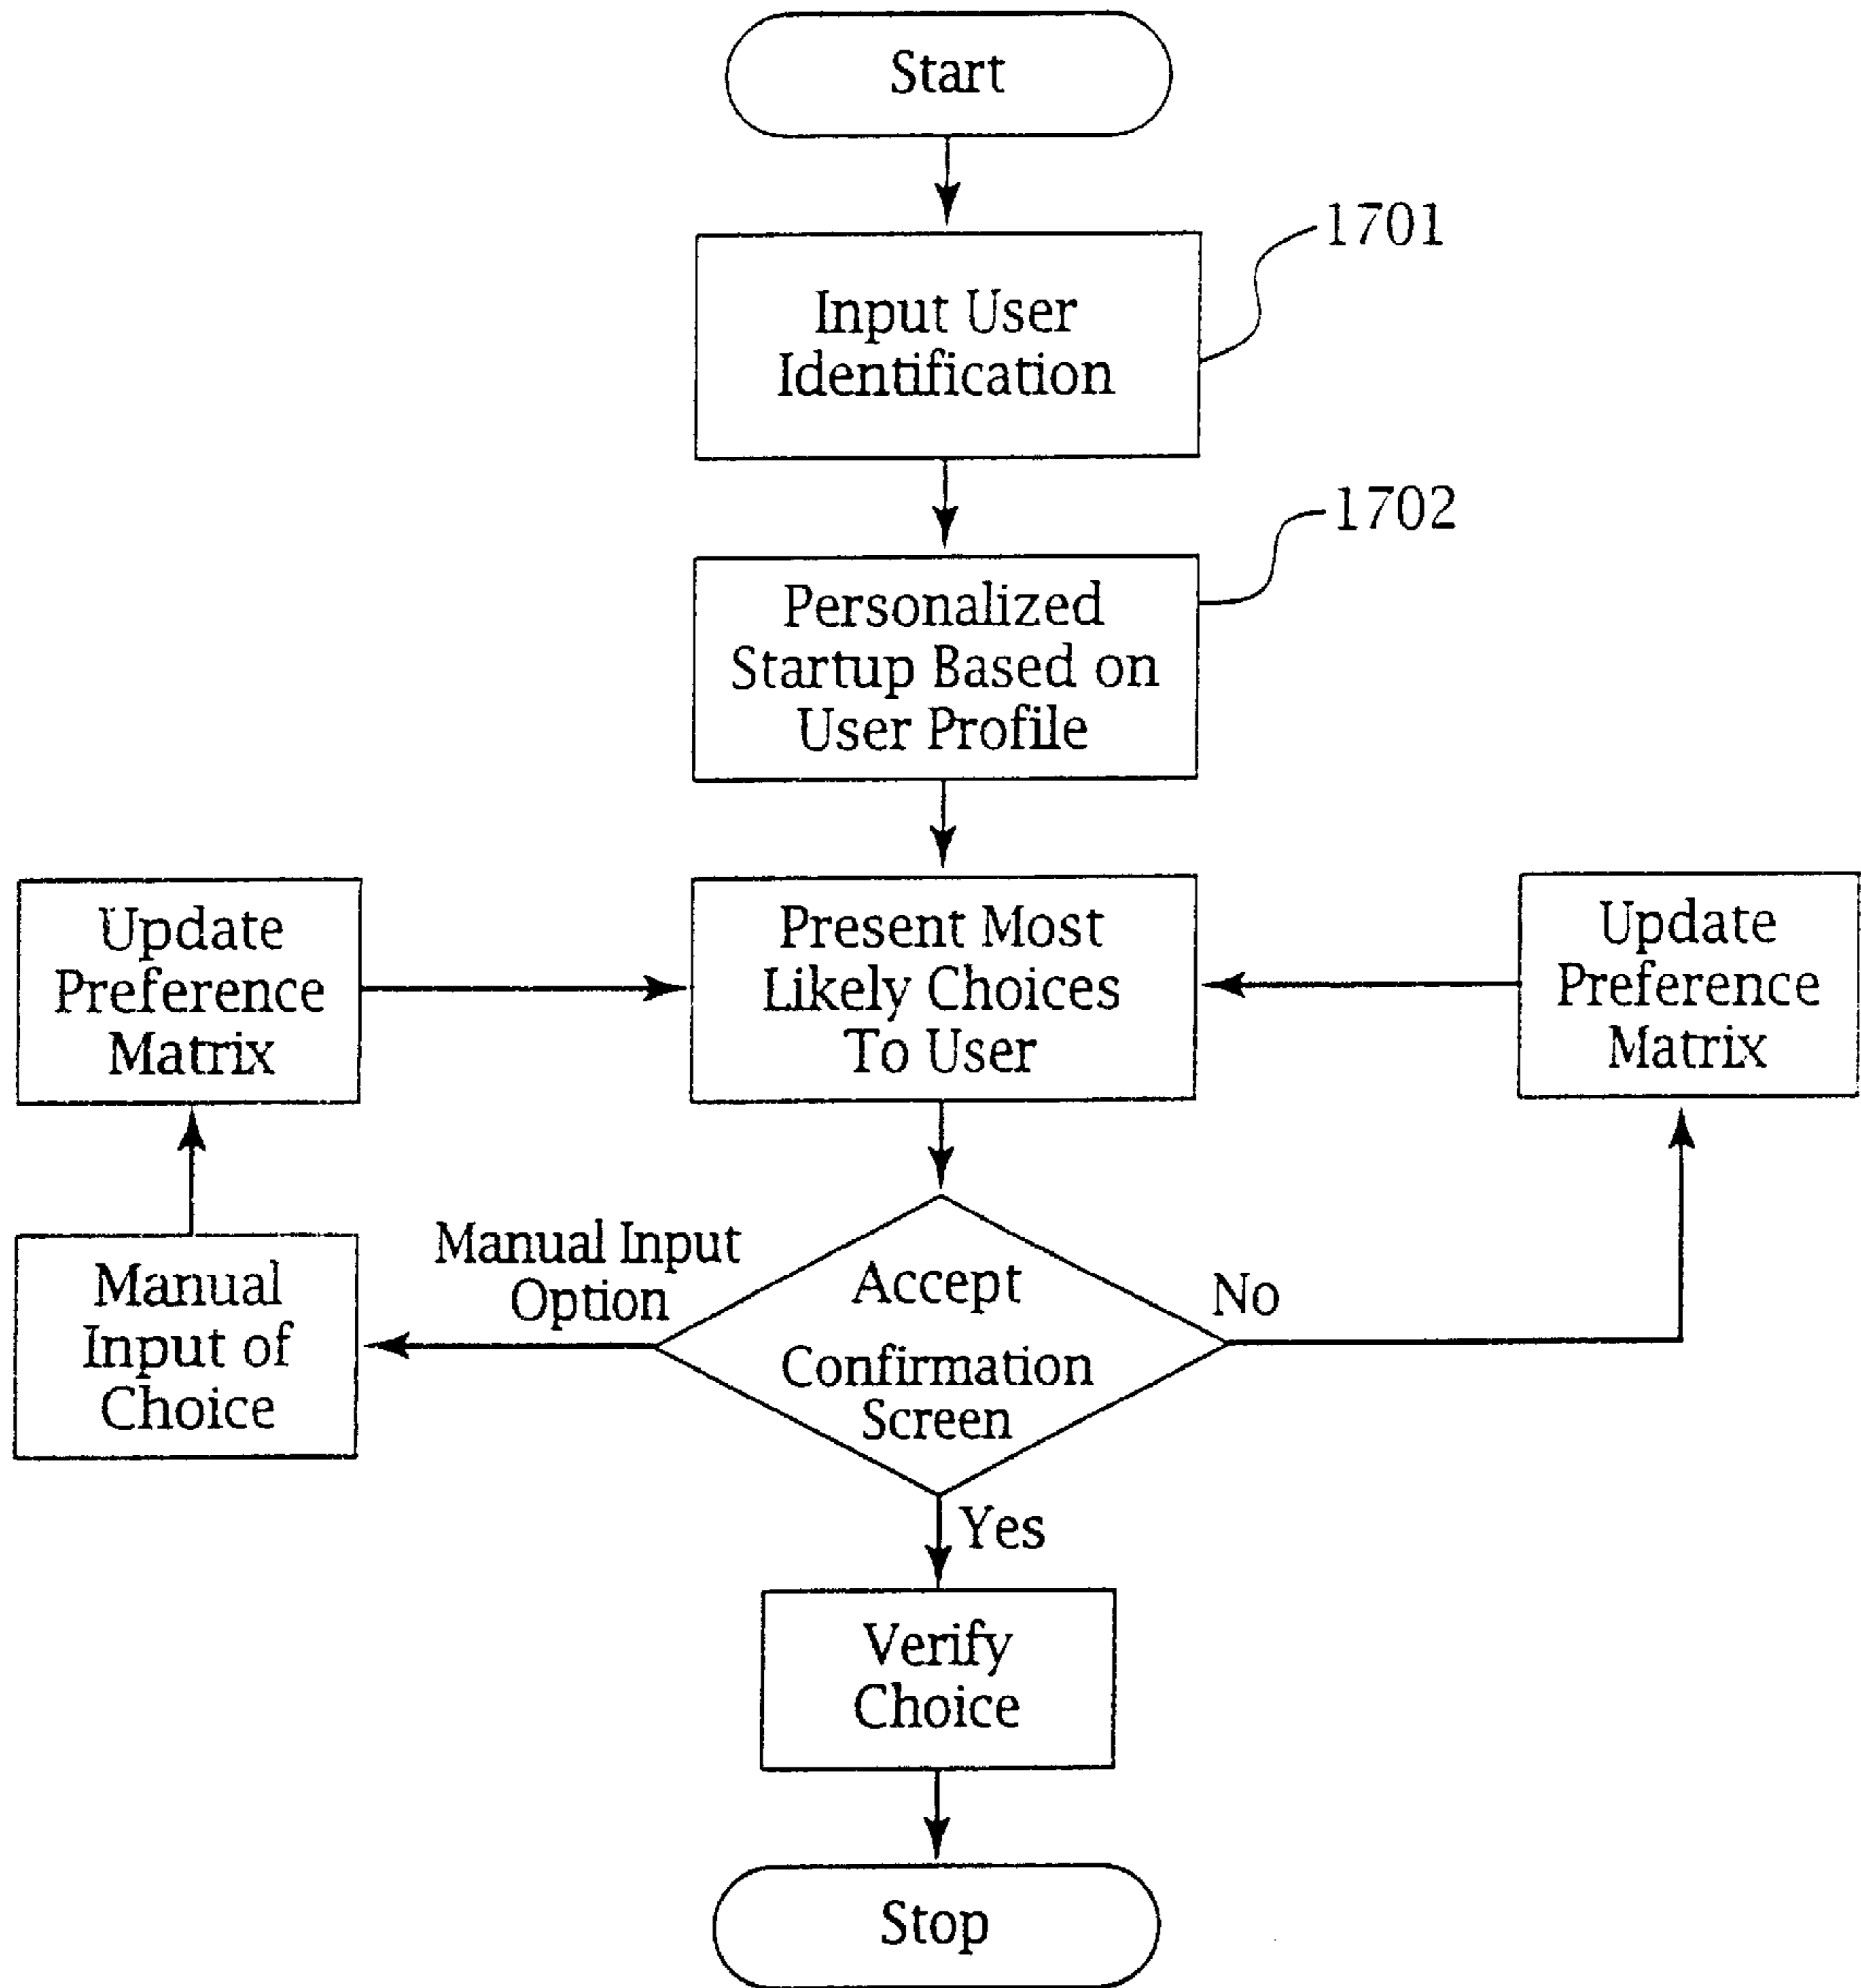 Start
1701
Input User
Identification
1702
Personalized
Startup Based on
User Profile
Update
Preference
Matrix
Present Most
Likely Choices
To User
Update
Preference
Matrix
Manual Input
Option
Manual
Input of
Choice
Accept
Confirmation
Screen
No
Yes
Verify
Choice
Stop